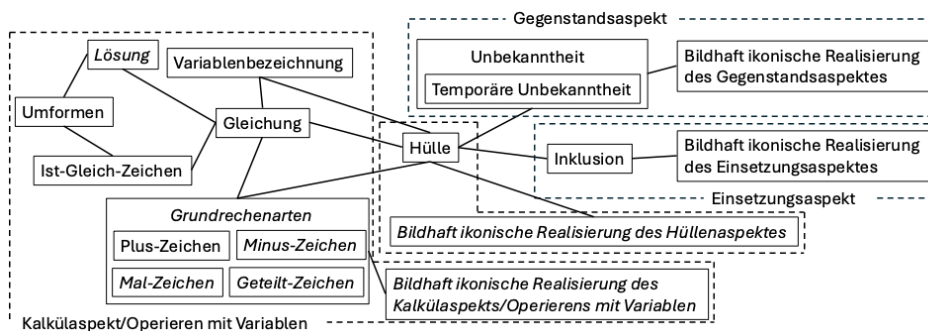 Gegenstandsaspekt
Lösung
Variablenbezeichnung
Unbekanntheit
Temporäre Unbekanntheit
Bildhaft ikonische Realisierung
des Gegenstandsaspektes
Umformen
Gleichung
Hülle
Ist-Gleich-Zeichen
Inklusion
Bildhaft ikonische Realisierung
des Einsetzungsaspektes
Einsetzungsaspekt
Grundrechenarten
Plus-Zeichen
Minus-Zeichen
Mal-Zeichen
Geteilt-Zeichen
Bildhaft ikonische Realisierung des Hüllenaspektes
Bildhaft ikonische Realisierung des
Kalkülaspekts/Operierens mit Variablen
Kalkülaspekt/Operieren mit Variablen